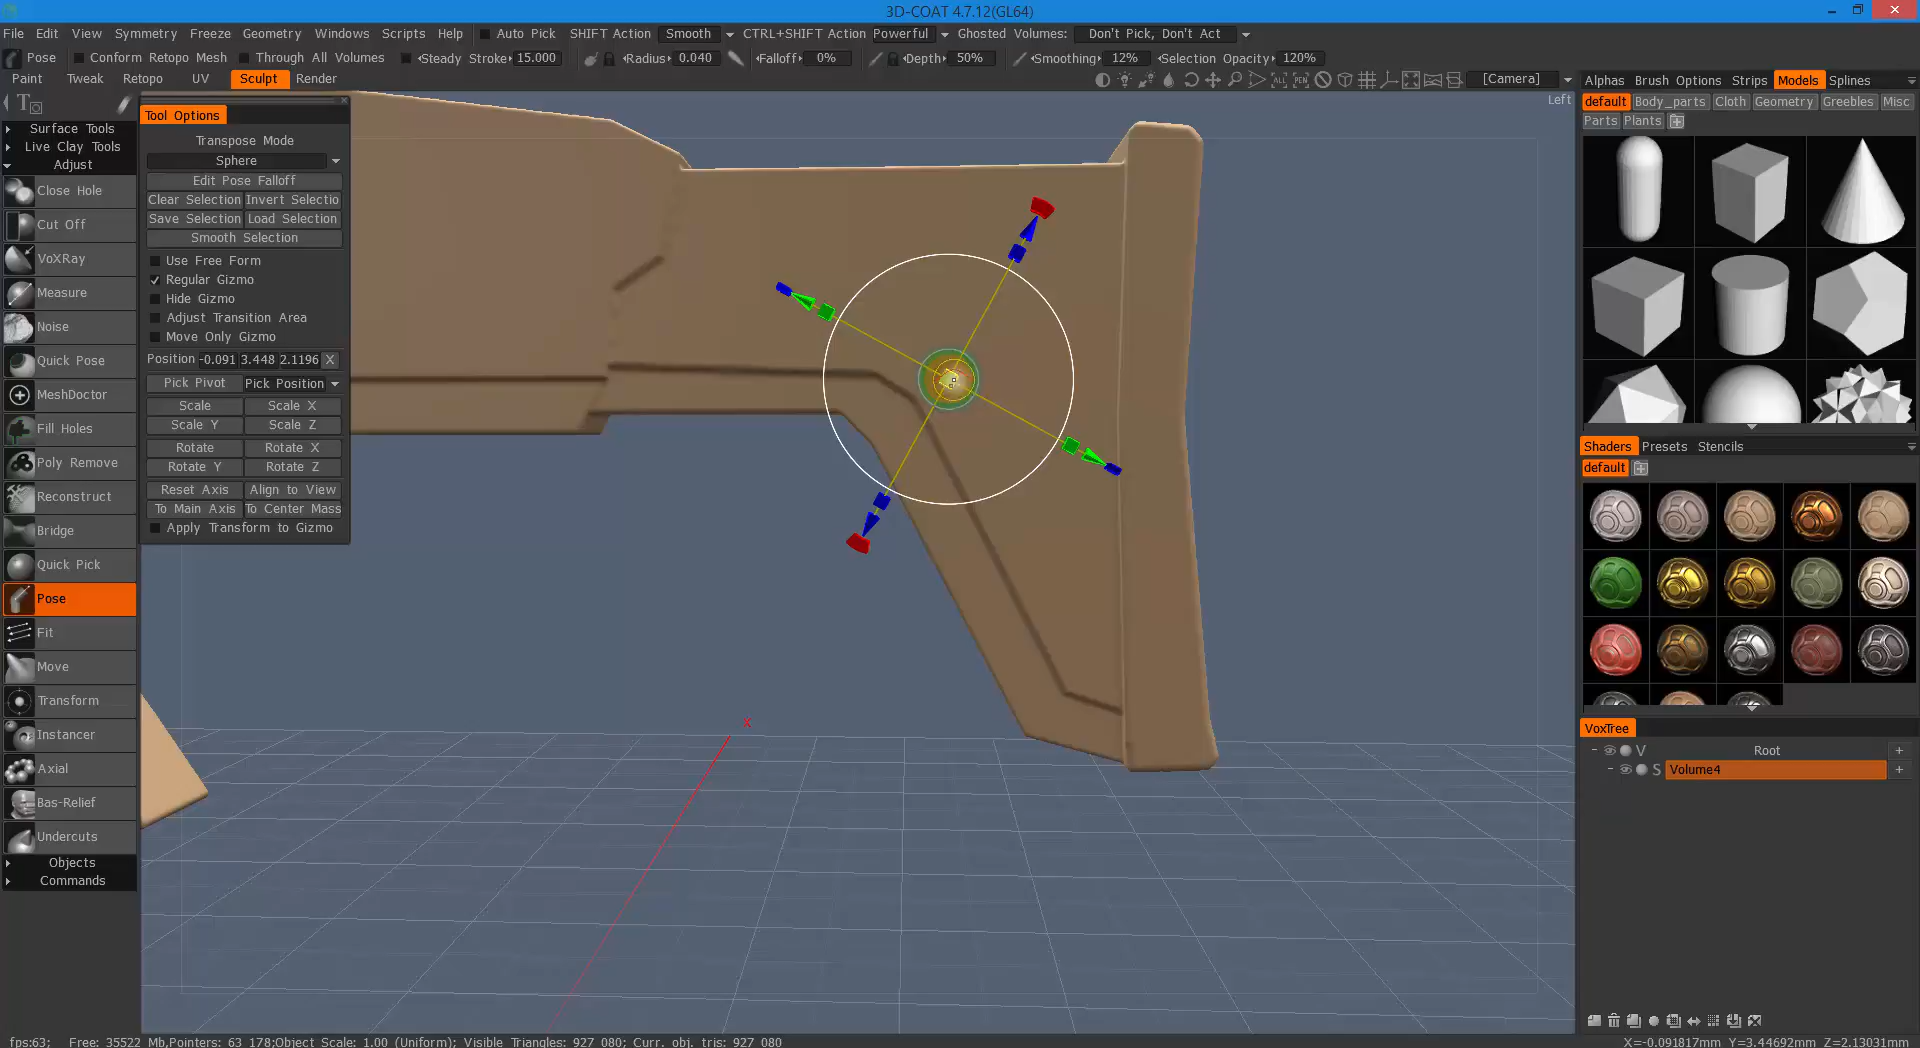 3D-COAT 4.7.12(GL64)
File Edit View Symmetry Freeze Geometry Windows Scripts Help Auto Pick SHIFT Action Smooth CTRL+SHIFT Action Powerful Ghosted Volumes: Don't Pick, Don't Act
Pose Conform Retopo Mesh Through All Volumes Steady Stroke 15.000 Radius 0.040 Falloff 0% Depth 50% Smoothing 12% Selection Opacity 120%
Paint Tweak Retopo UV Sculpt Render [Camera]
Left
Surface Tools
Live Clay Tools
Adjust
Close Hole
Cut Off
VoXRay
Measure
Noise
Quick Pose
MeshDoctor
Fill Holes
Poly Remove
Reconstruct
Bridge
Quick Pick
Pose
Fit
Move
Transform
Instancer
Axial
Bas-Relief
Undercuts
Objects
Commands
Tool Options
Transpose Mode
Sphere
Edit Pose Falloff
Clear Selection Invert Selectio
Save Selection Load Selection
Smooth Selection
Use Free Form
Regular Gizmo
Hide Gizmo
Adjust Transition Area
Move Only Gizmo
Position -0.091 3.448 2.1196 X
Pick Pivot Pick Position
Scale Scale X
Scale Y Scale Z
Rotate Rotate X
Rotate Y Rotate Z
Reset Axis Align to View
To Main Axis To Center Mass
Apply Transform to Gizmo
X
Alphas Brush Options Strips Models Splines
default Body_parts Cloth Geometry Greebles Misc
Parts Plants
Shaders Presets Stencils
default
VoxTree
V Root +
S Volume4 +
fps:63; Free: 35522 Mb,Pointers: 63 178;Object Scale: 1.00 (Uniform); Visible Triangles: 927 080; Curr. obj. tris: 927 080
X=-0.091817mm Y=3.44692mm Z=2.13031mm